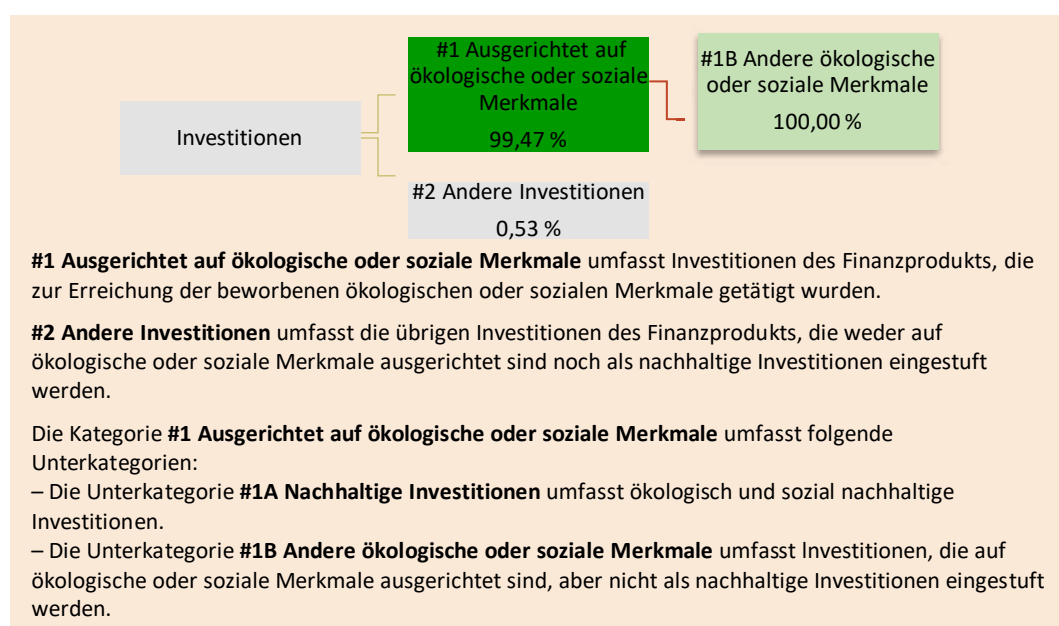 #1 Ausgerichtet auf
ökologische oder soziale
Merkmale
99,47 %
#1B Andere ökologische
oder soziale Merkmale
100,00 %
Investitionen
#2 Andere Investitionen
0,53 %
#1 Ausgerichtet auf ökologische oder soziale Merkmale umfasst Investitionen des Finanzprodukts, die
zur Erreichung der beworbenen ökologischen oder sozialen Merkmale getätigt wurden.
#2 Andere Investitionen umfasst die übrigen Investitionen des Finanzprodukts, die weder auf
ökologische oder soziale Merkmale ausgerichtet sind noch als nachhaltige Investitionen eingestuft
werden.
Die Kategorie #1 Ausgerichtet auf ökologische oder soziale Merkmale umfasst folgende
Unterkategorien:
– Die Unterkategorie #1A Nachhaltige Investitionen umfasst ökologisch und sozial nachhaltige
Investitionen.
– Die Unterkategorie #1B Andere ökologische oder soziale Merkmale umfasst Investitionen, die auf
ökologische oder soziale Merkmale ausgerichtet sind, aber nicht als nachhaltige Investitionen eingestuft
werden.